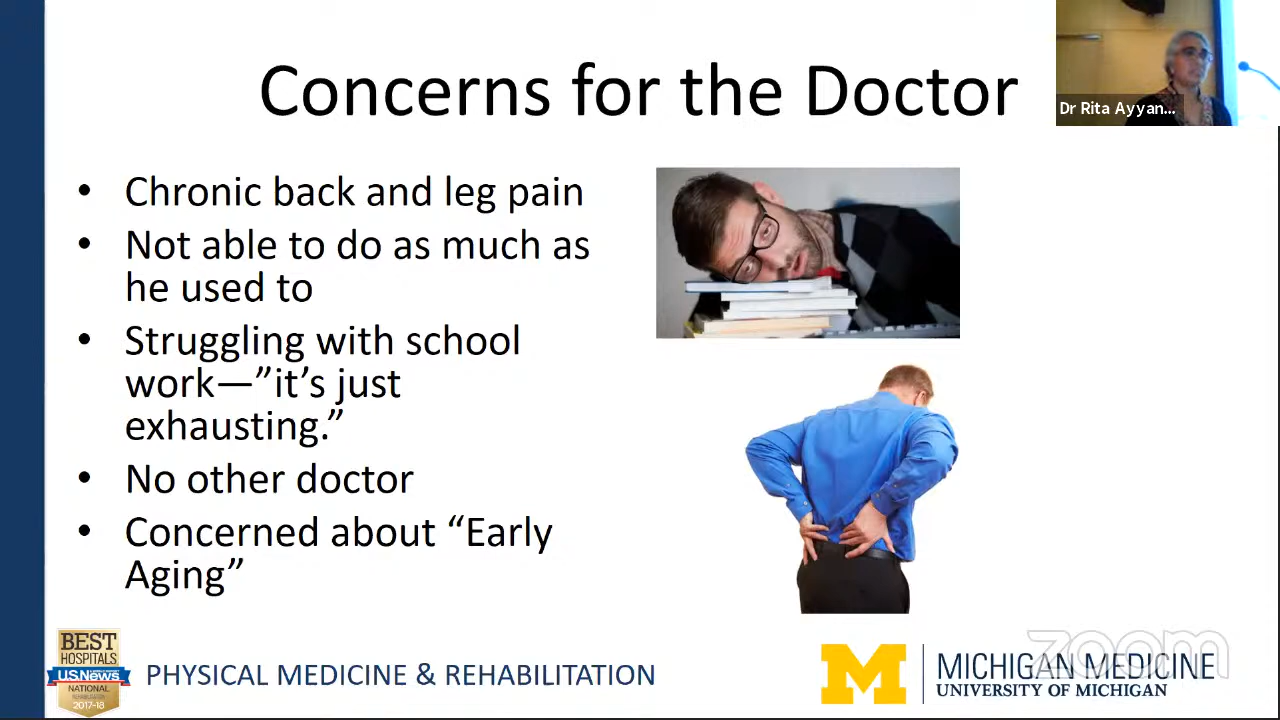 Concerns for the Doctor
Dr Rita Ayyan...
• Chronic back and leg pain
• Not able to do as much as
he used to
• Struggling with school
work—”it’s just
exhausting.”
• No other doctor
• Concerned about “Early
Aging”
BEST
HOSPITALS
U.S.News
NATIONAL
REHABILITATION
2017-18
PHYSICAL MEDICINE & REHABILITATION
M
MICHIGAN MEDICINE
UNIVERSITY OF MICHIGAN
zoom